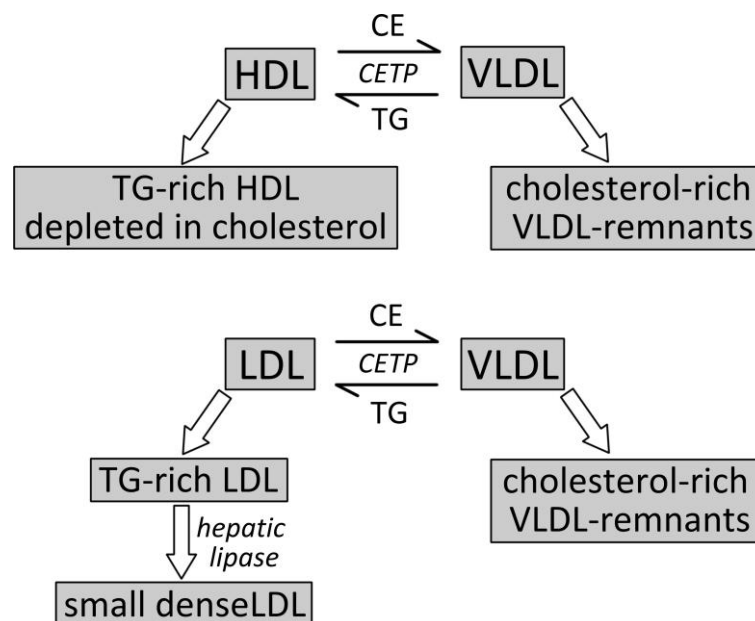 CE
HDL CETP VLDL
TG
TG-rich HDL
depleted in cholesterol
cholesterol-rich
VLDL-remnants
CE
LDL CETP VLDL
TG
TG-rich LDL
cholesterol-rich
VLDL-remnants
hepatic
lipase
small denseLDL